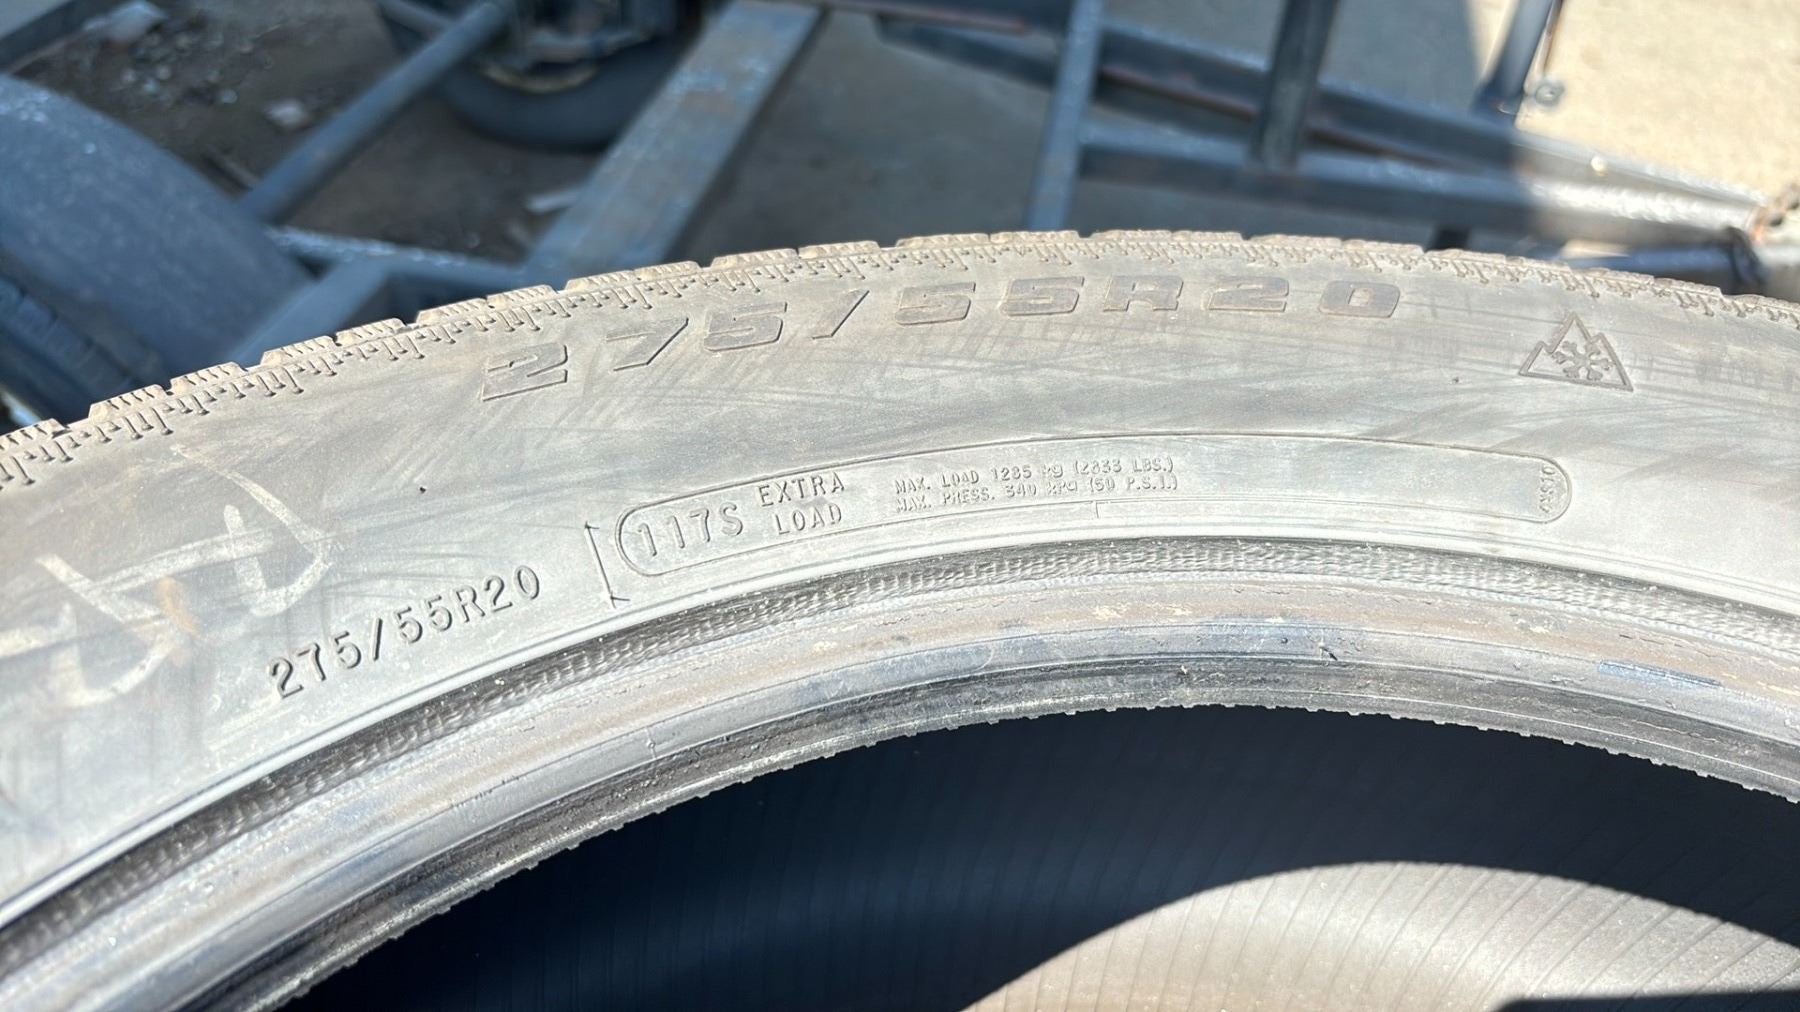 275/55R20
117S EXTRA LOAD
MAX. LOAD 1285 kg (2833 LBS.)
MAX. PRESS. 340 kPa (50 P.S.I.)
275/55R20